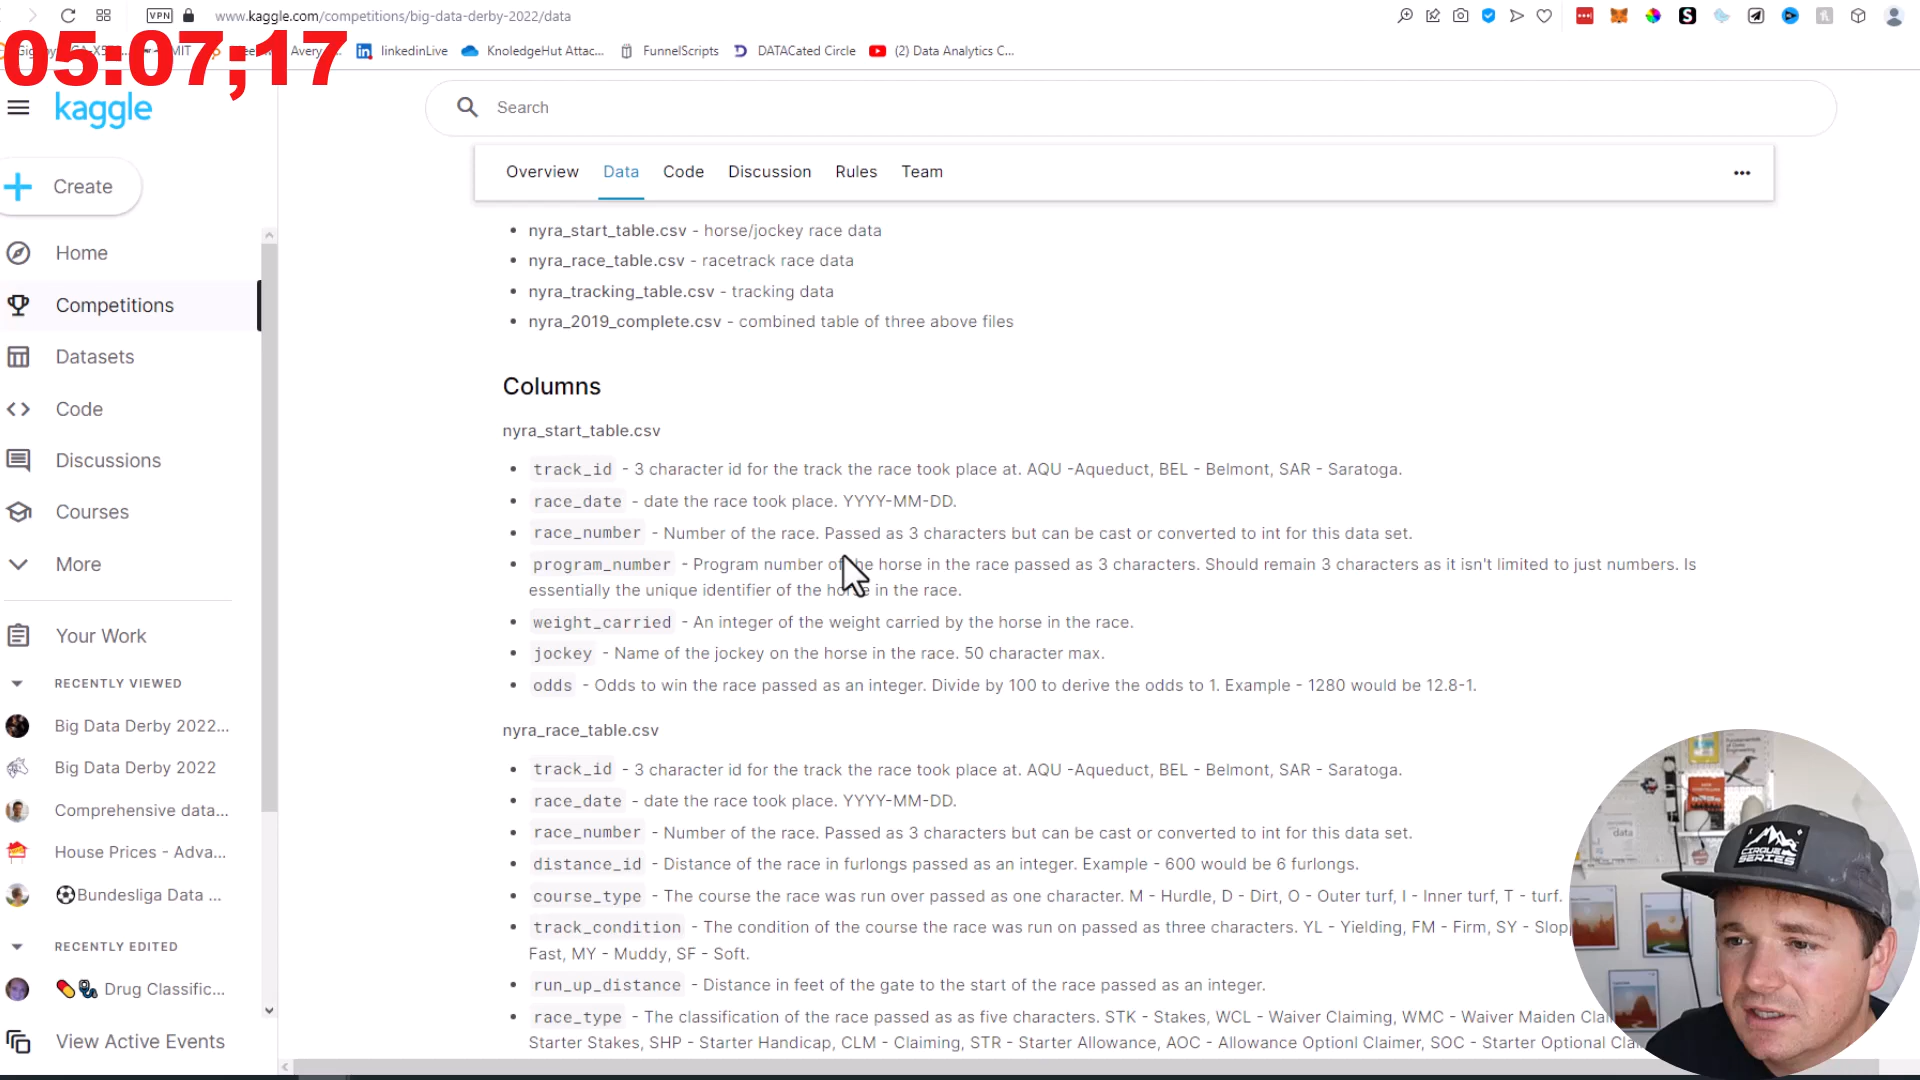 VPN
www.kaggle.com/competitions/big-data-derby-2022/data
MIT
Avery
linkedinLive
KnoledgeHut Attac...
FunnelScripts
DATACated Circle
(2) Data Analytics C...
05:07;17
kaggle
Search
Create
Overview
Data
Code
Discussion
Rules
Team
Home
Competitions
Datasets
Code
Discussions
Courses
More
Your Work
RECENTLY VIEWED
Big Data Derby 2022...
Big Data Derby 2022
Comprehensive data...
House Prices - Adva...
Bundesliga Data ...
RECENTLY EDITED
Drug Classific...
View Active Events
nyra_start_table.csv - horse/jockey race data
nyra_race_table.csv - racetrack race data
nyra_tracking_table.csv - tracking data
nyra_2019_complete.csv - combined table of three above files
Columns
nyra_start_table.csv
track_id - 3 character id for the track the race took place at. AQU -Aqueduct, BEL - Belmont, SAR - Saratoga.
race_date - date the race took place. YYYY-MM-DD.
race_number - Number of the race. Passed as 3 characters but can be cast or converted to int for this data set.
program_number - Program number of the horse in the race passed as 3 characters. Should remain 3 characters as it isn't limited to just numbers. Is
essentially the unique identifier of the horse in the race.
weight_carried - An integer of the weight carried by the horse in the race.
jockey - Name of the jockey on the horse in the race. 50 character max.
odds - Odds to win the race passed as an integer. Divide by 100 to derive the odds to 1. Example - 1280 would be 12.8-1.
nyra_race_table.csv
track_id - 3 character id for the track the race took place at. AQU -Aqueduct, BEL - Belmont, SAR - Saratoga.
race_date - date the race took place. YYYY-MM-DD.
race_number - Number of the race. Passed as 3 characters but can be cast or converted to int for this data set.
distance_id - Distance of the race in furlongs passed as an integer. Example - 600 would be 6 furlongs.
course_type - The course the race was run over passed as one character. M - Hurdle, D - Dirt, O - Outer turf, I - Inner turf, T - turf.
track_condition - The condition of the course the race was run on passed as three characters. YL - Yielding, FM - Firm, SY - Slop
Fast, MY - Muddy, SF - Soft.
run_up_distance - Distance in feet of the gate to the start of the race passed as an integer.
race_type - The classification of the race passed as as five characters. STK - Stakes, WCL - Waiver Claiming, WMC - Waiver Maiden Clai
Starter Stakes, SHP - Starter Handicap, CLM - Claiming, STR - Starter Allowance, AOC - Allowance Optionl Claimer, SOC - Starter Optional Cla
CIRQUE
SERIES
data